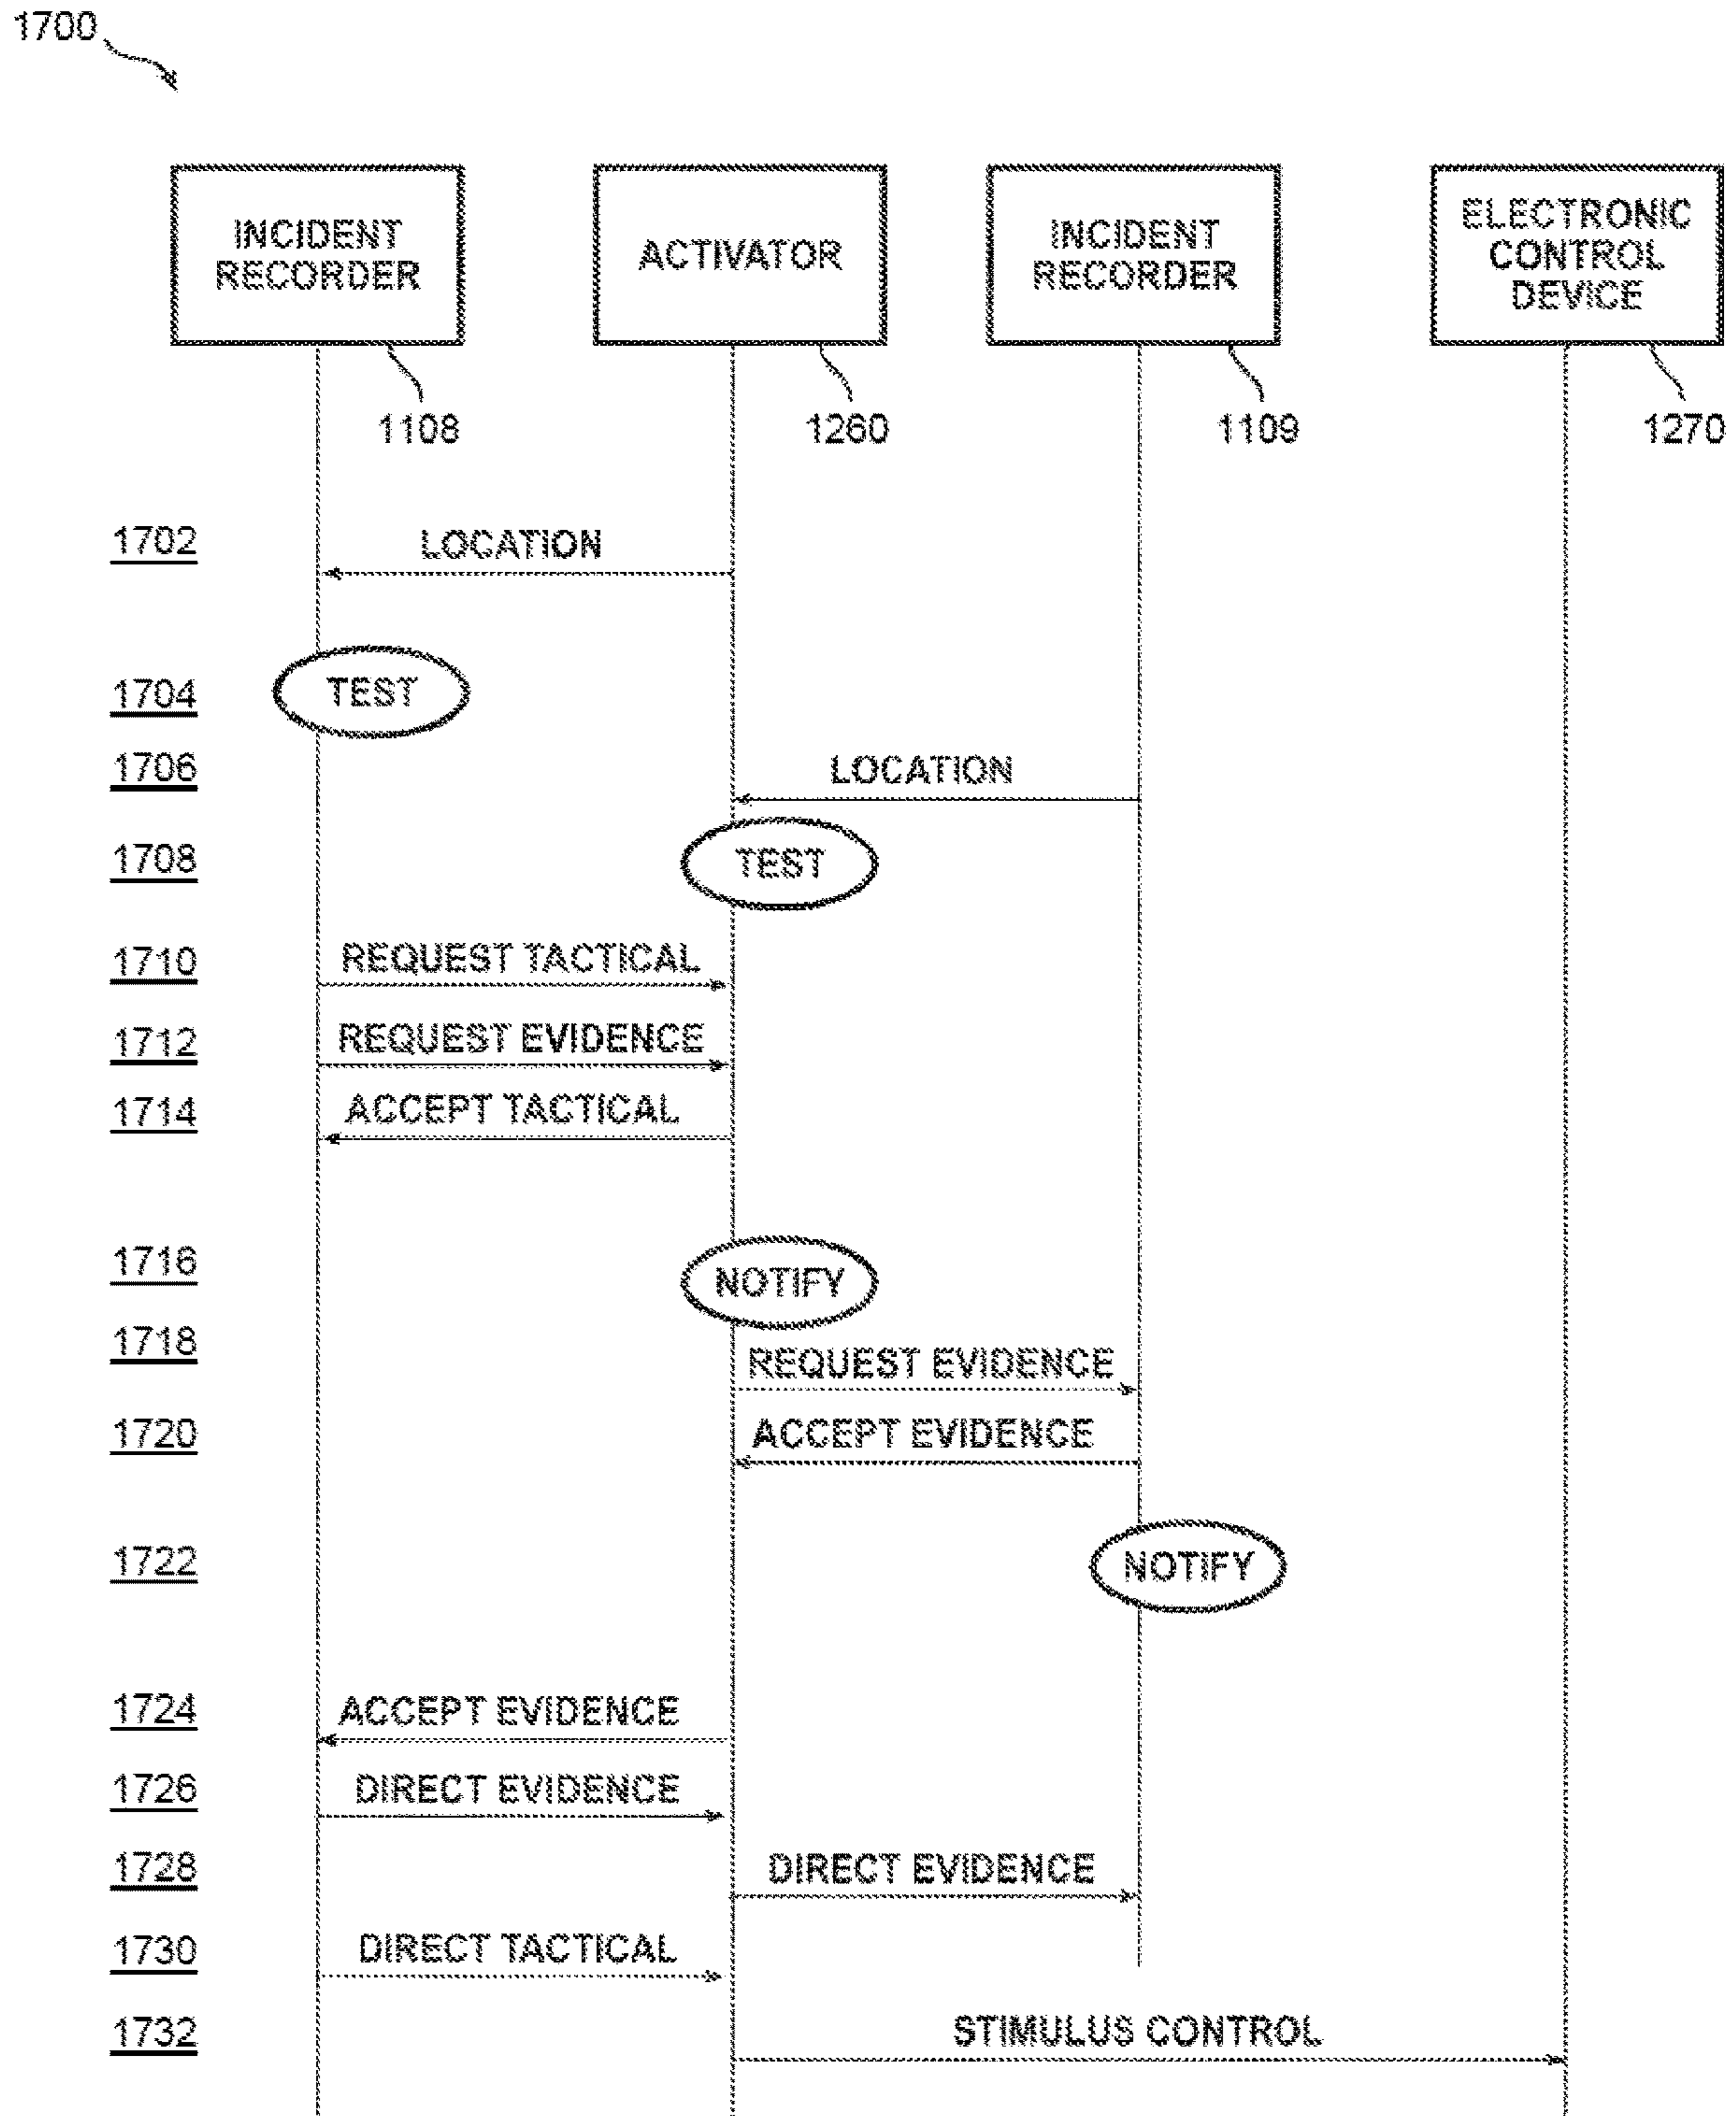 1700
INCIDENT
RECORDER
ACTIVATOR
INCIDENT
RECORDER
ELECTRONIC
CONTROL
DEVICE
1108
1260
1109
1270
1702
LOCATION
1704
TEST
1706
LOCATION
1708
TEST
1710
REQUEST TACTICAL
1712
REQUEST EVIDENCE
1714
ACCEPT TACTICAL
1716
NOTIFY
1718
REQUEST EVIDENCE
1720
ACCEPT EVIDENCE
1722
NOTIFY
1724
ACCEPT EVIDENCE
1726
DIRECT EVIDENCE
1728
DIRECT EVIDENCE
1730
DIRECT TACTICAL
1732
STIMULUS CONTROL